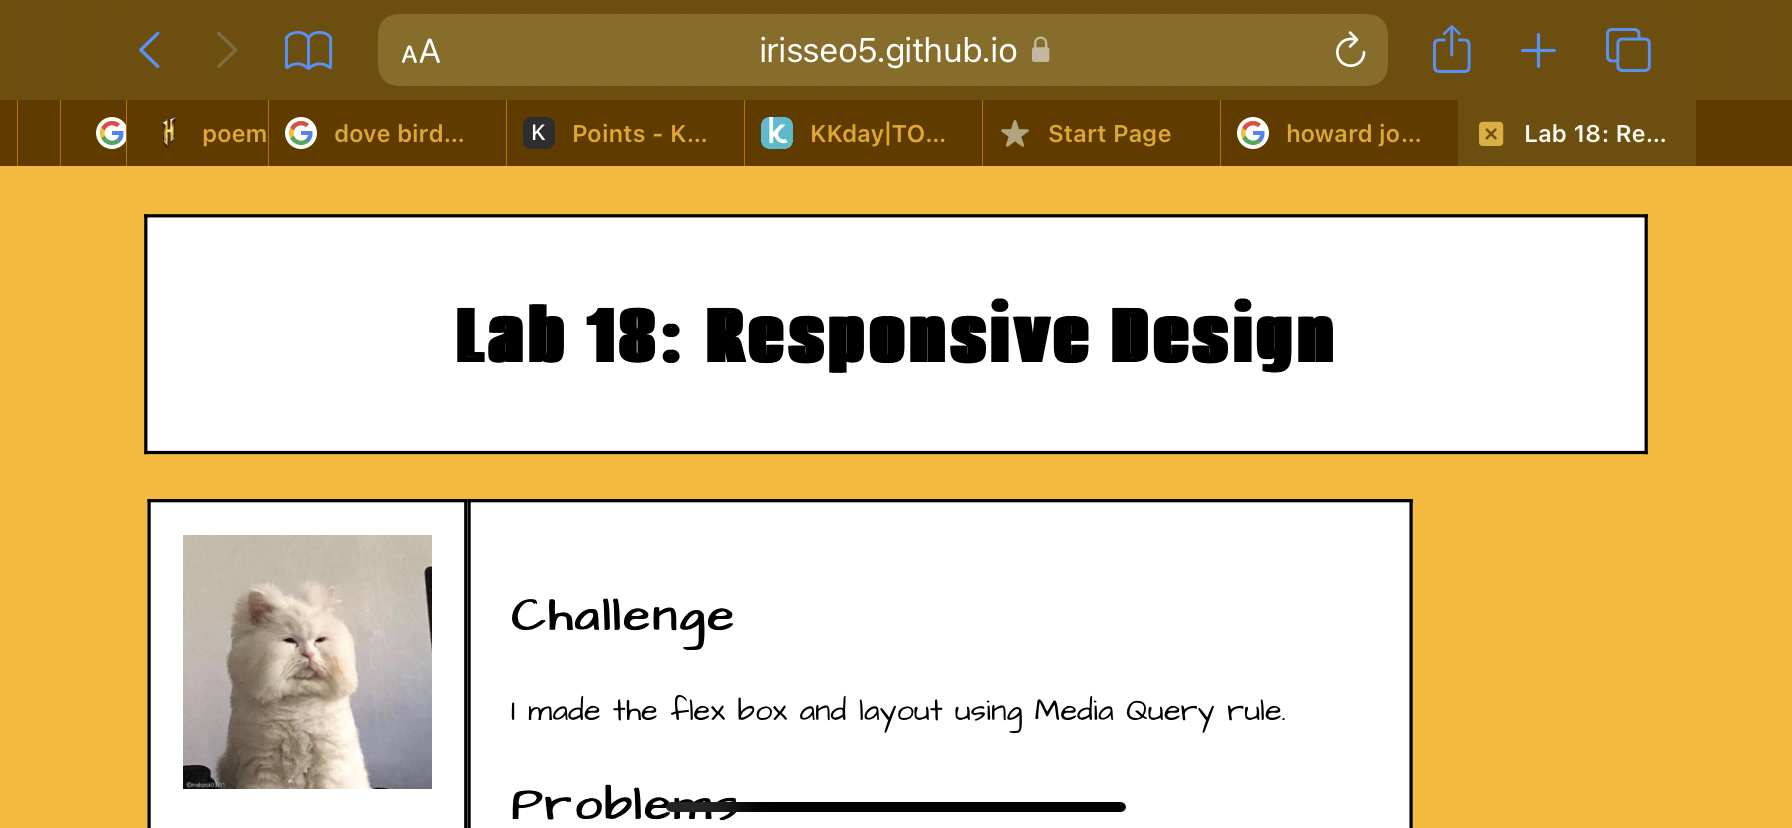 AA irisseo5.github.io
poem dove bird... K Points - K... KKday|TO... Start Page howard jo... Lab 18: Re...
Lab 18: Responsive Design
Challenge
I made the flex box and layout using Media Query rule.
Problems